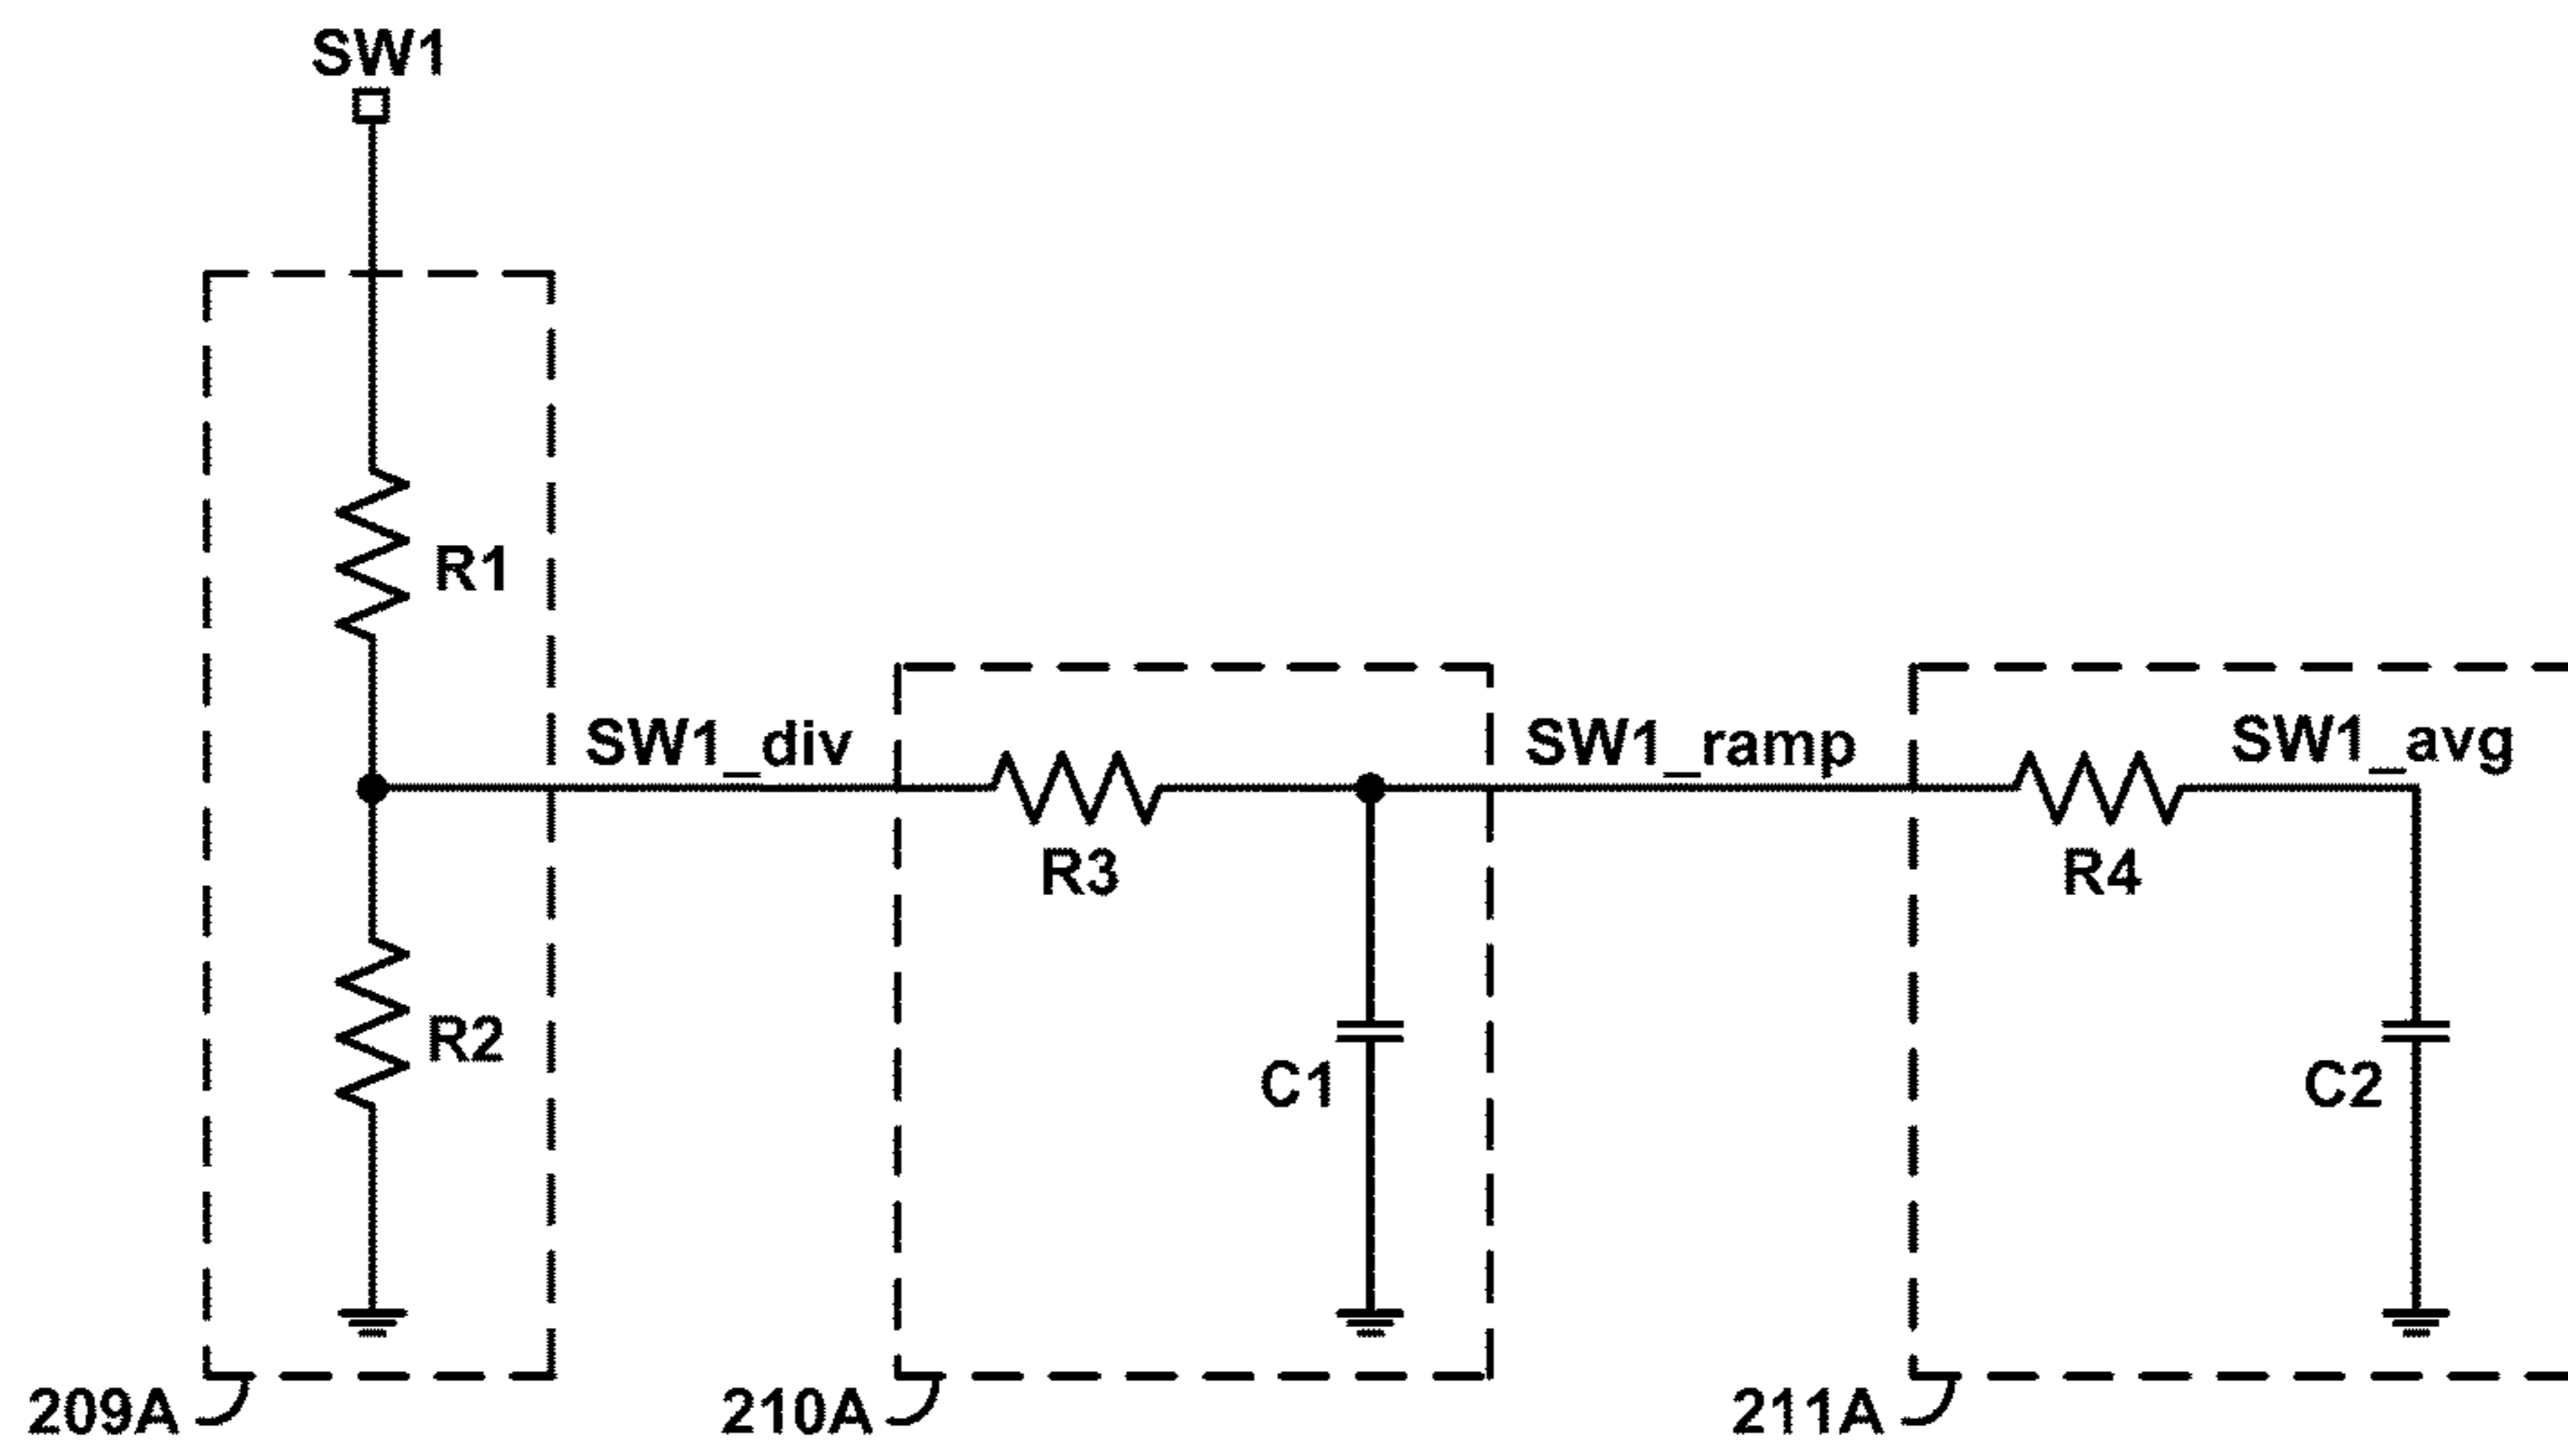 SW1
R1
SW1_div
SW1_ramp
SW1_avg
R3
R4
R2
C1
C2
209A
210A
211A